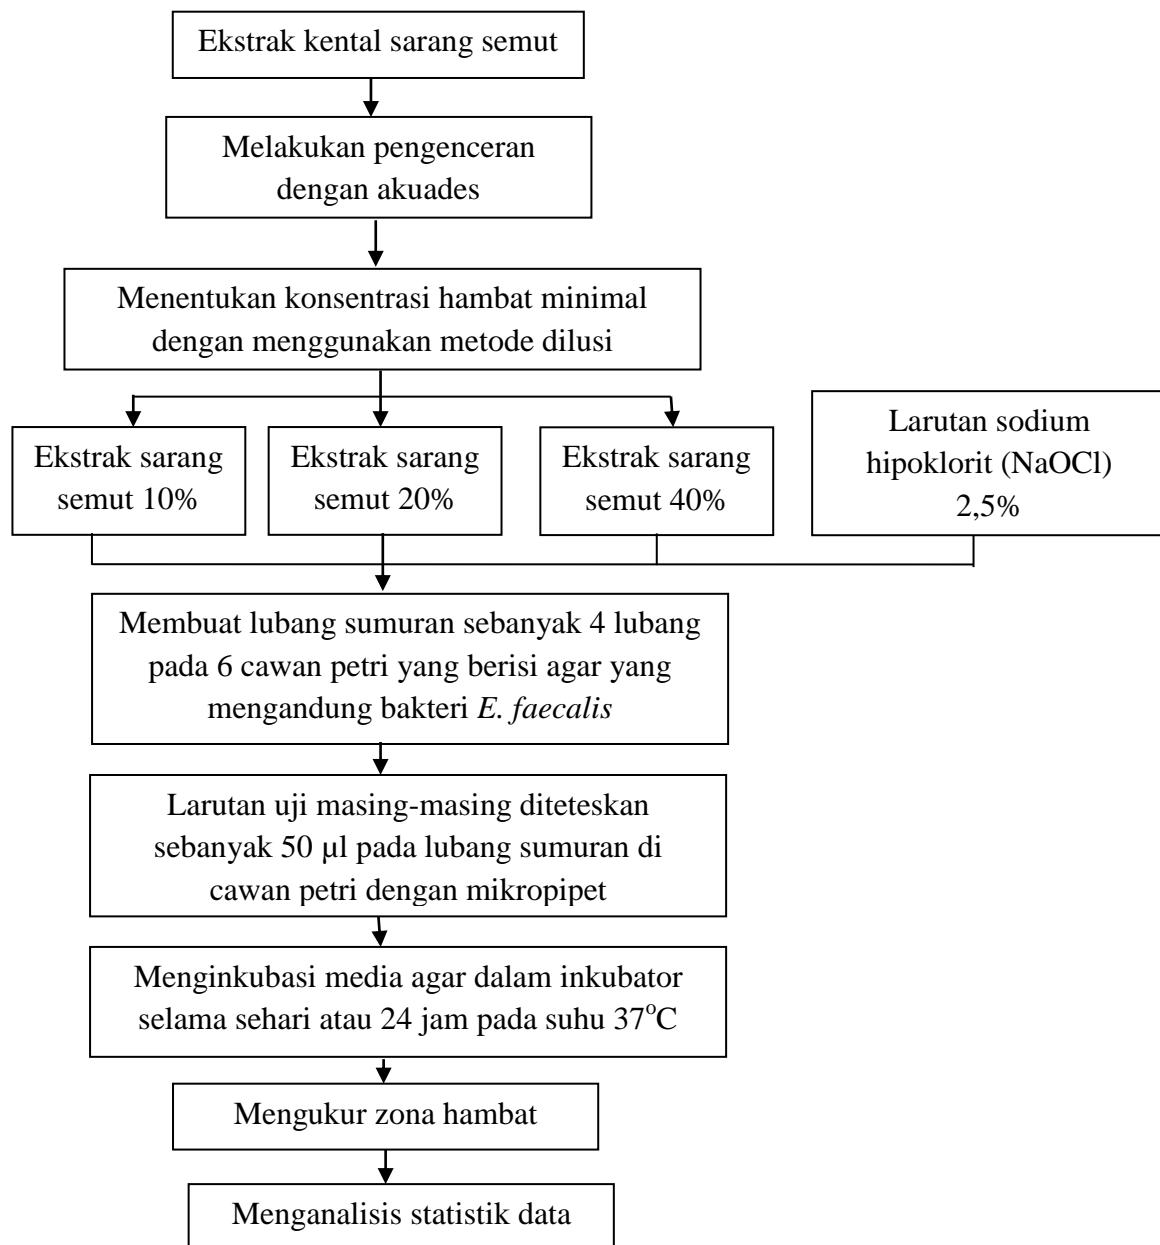 Ekstrak kental sarang semut
Melakukan pengenceran
dengan akuades
Menentukan konsentrasi hambat minimal
dengan menggunakan metode dilusi
Ekstrak sarang
semut 10%
Ekstrak sarang
semut 20%
Ekstrak sarang
semut 40%
Larutan sodium
hipoklorit (NaOCl)
2,5%
Membuat lubang sumuran sebanyak 4 lubang
pada 6 cawan petri yang berisi agar yang
mengandung bakteri E. faecalis
Larutan uji masing-masing diteteskan
sebanyak 50 µl pada lubang sumuran di
cawan petri dengan mikropipet
Menginkubasi media agar dalam inkubator
selama sehari atau 24 jam pada suhu 37°C
Mengukur zona hambat
Menganalisis statistik data